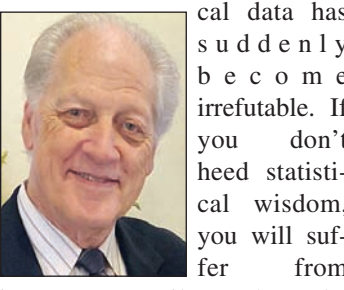 cal data has
suddenly
become
irrefutable. If
you don't
heed statisti-
cal wisdom,
you will suf-
fer from